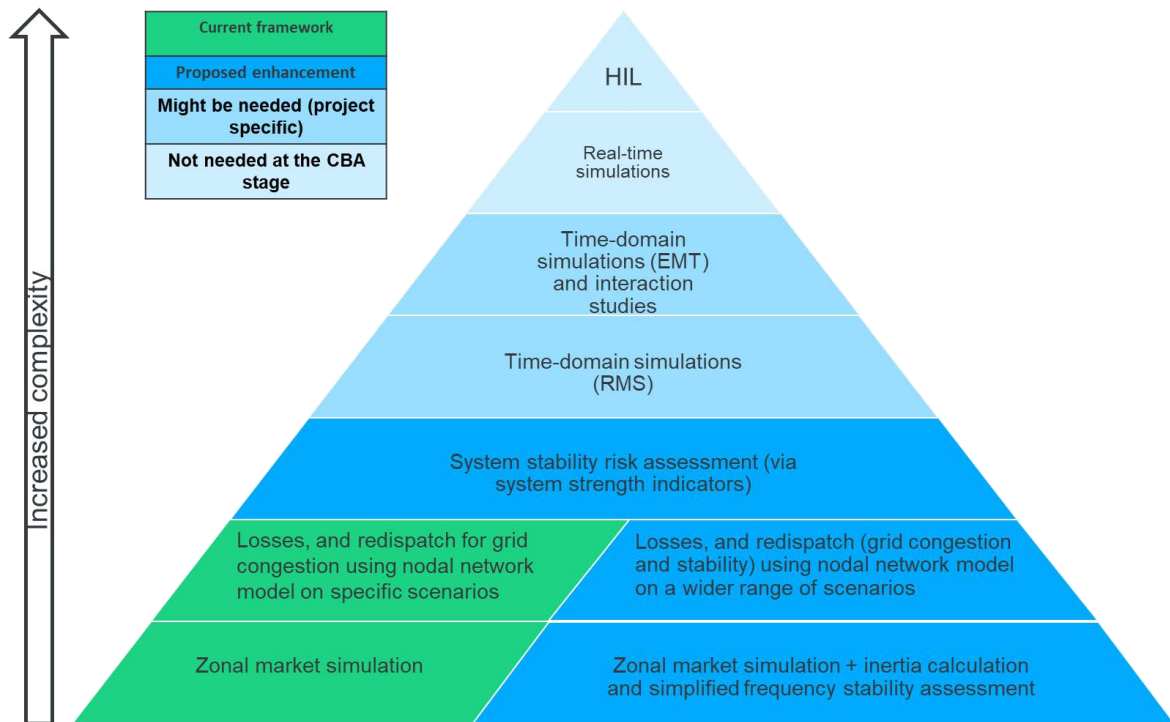 Increased complexity
Current framework
Proposed enhancement
Might be needed (project
specific)
Not needed at the CBA
stage
HIL
Real-time
simulations
Time-domain
simulations (EMT)
and interaction
studies
Time-domain simulations
(RMS)
System stability risk assessment (via
system strength indicators)
Losses, and redispatch for grid
congestion using nodal network
model on specific scenarios
Losses, and redispatch (grid congestion
and stability) using nodal network model
on a wider range of scenarios
Zonal market simulation
Zonal market simulation + inertia calculation
and simplified frequency stability assessment